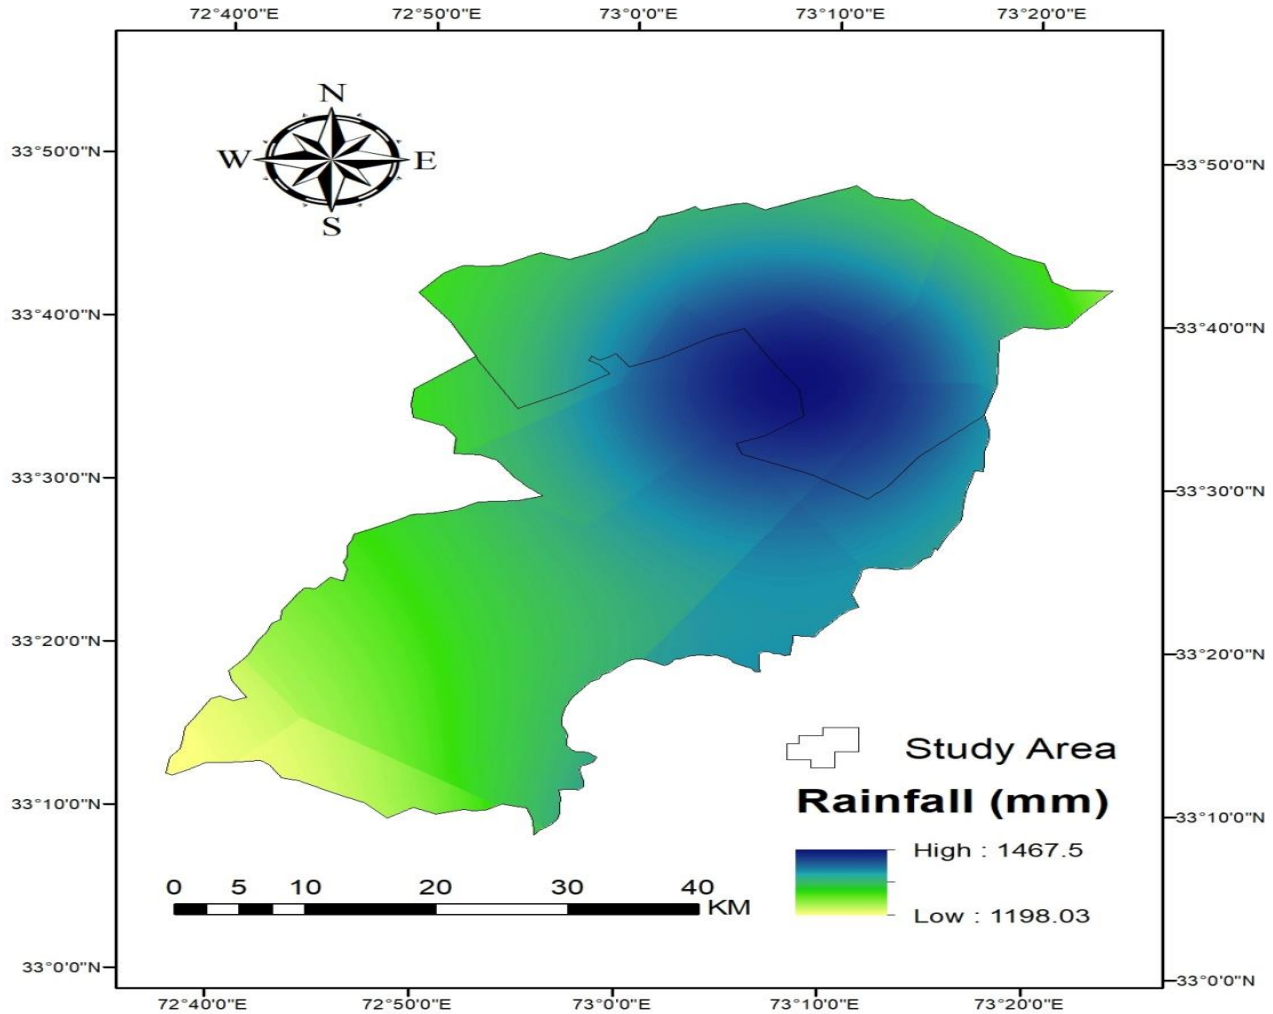 72°40'0"E 72°50'0"E 73°0'0"E 73°10'0"E 73°20'0"E
N
W E
S
33°50'0"N 33°50'0"N
33°40'0"N 33°40'0"N
33°30'0"N 33°30'0"N
33°20'0"N 33°20'0"N
Study Area
Rainfall (mm)
33°10'0"N 33°10'0"N
High : 1467.5
Low : 1198.03
0 5 10 20 30 40
KM
33°0'0"N 33°0'0"N
72°40'0"E 72°50'0"E 73°0'0"E 73°10'0"E 73°20'0"E